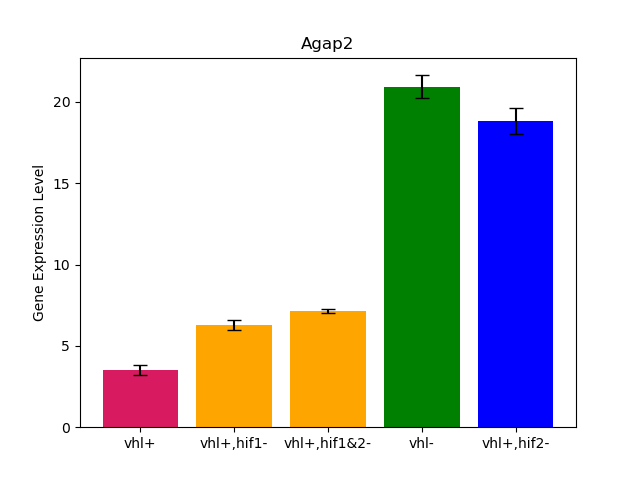 Agap2
Gene Expression Level
20
15
10
5
0
vhl+
vhl+,hif1-
vhl+,hif1&2-
vhl-
vhl+,hif2-